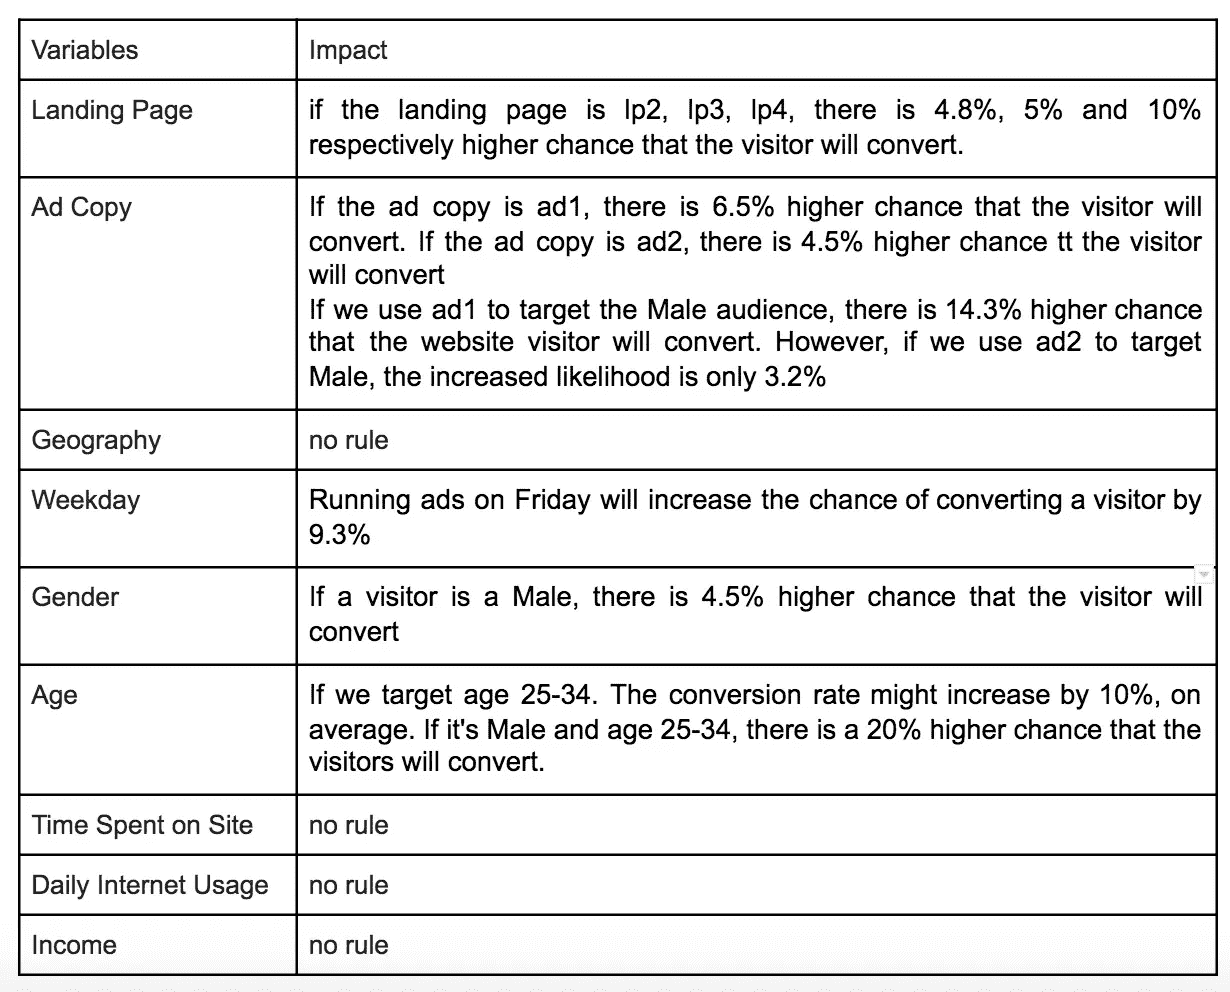 Variables
Impact
Landing Page
if the landing page is lp2, lp3, lp4, there is 4.8%, 5% and 10%
respectively higher chance that the visitor will convert.
Ad Copy
If the ad copy is ad1, there is 6.5% higher chance that the visitor will
convert. If the ad copy is ad2, there is 4.5% higher chance tt the visitor
will convert
If we use ad1 to target the Male audience, there is 14.3% higher chance
that the website visitor will convert. However, if we use ad2 to target
Male, the increased likelihood is only 3.2%
Geography
no rule
Weekday
Running ads on Friday will increase the chance of converting a visitor by
9.3%
Gender
If a visitor is a Male, there is 4.5% higher chance that the visitor will
convert
Age
If we target age 25-34. The conversion rate might increase by 10%, on
average. If it's Male and age 25-34, there is a 20% higher chance that the
visitors will convert.
Time Spent on Site
no rule
Daily Internet Usage
no rule
Income
no rule